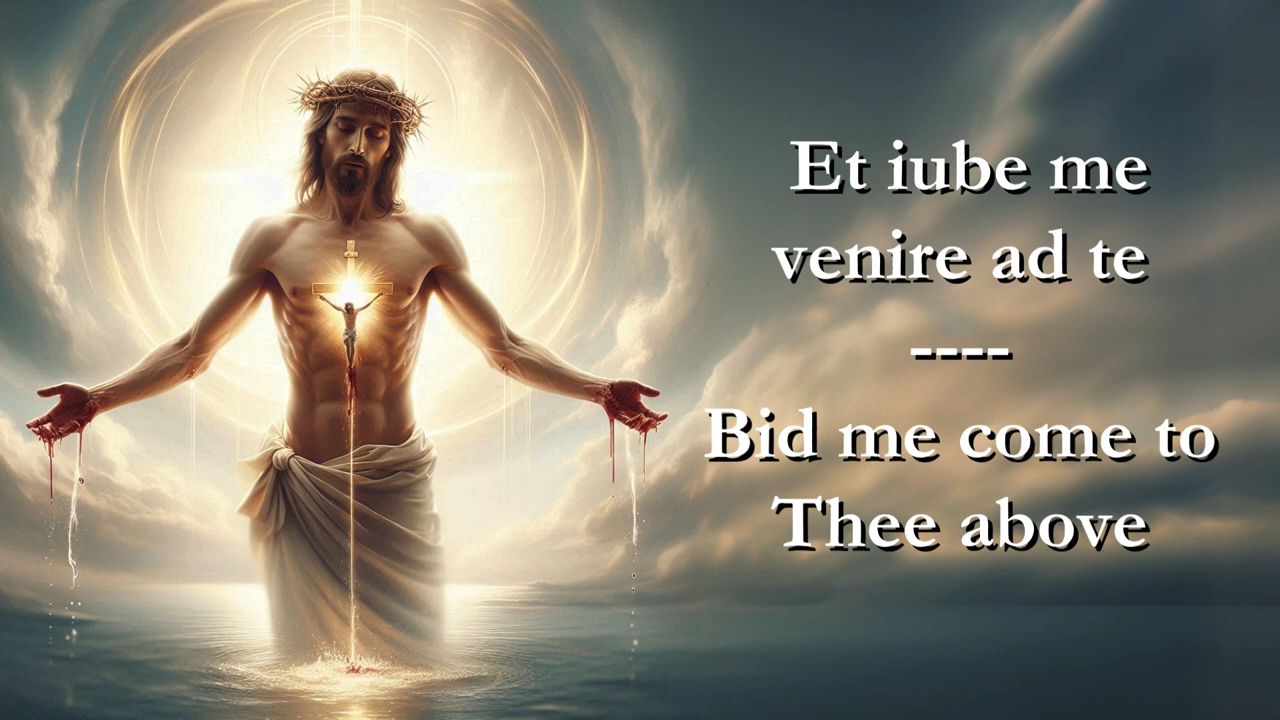 Et iube me
venire ad te
----
Bid me come to
Thee above